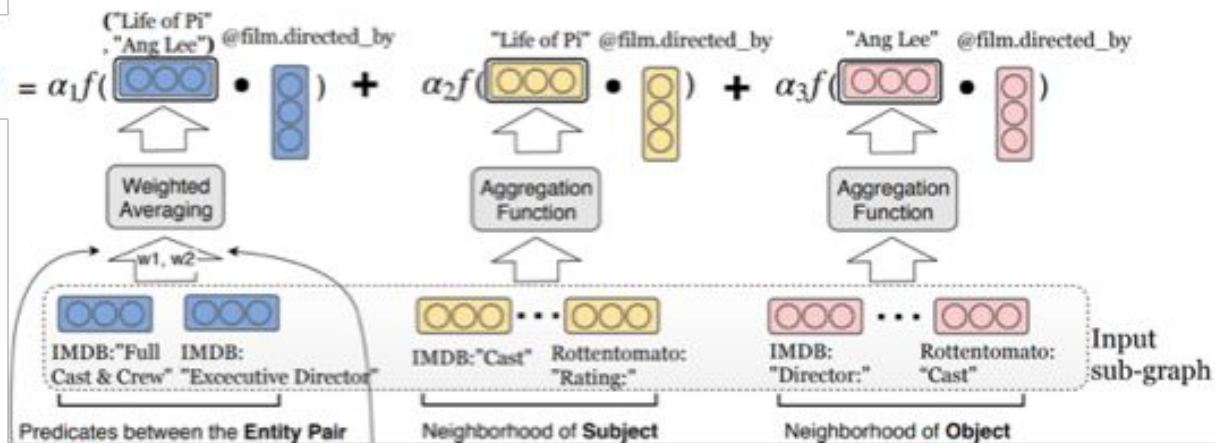 ("Life of Pi"
, "Ang Lee") @film.directed_by
"Life of Pi" @film.directed_by
"Ang Lee" @film.directed_by
= α1f( • ) + α2f( • ) + α3f( • )
Weighted
Averaging
Aggregation
Function
Aggregation
Function
w1, w2
IMDB:"Full
Cast & Crew"
IMDB:
"Excecutive Director"
IMDB:"Cast"
Rottentomato:
"Rating:"
IMDB:
"Director:"
Rottentomato:
"Cast"
Input
sub-graph
Predicates between the Entity Pair
Neighborhood of Subject
Neighborhood of Object